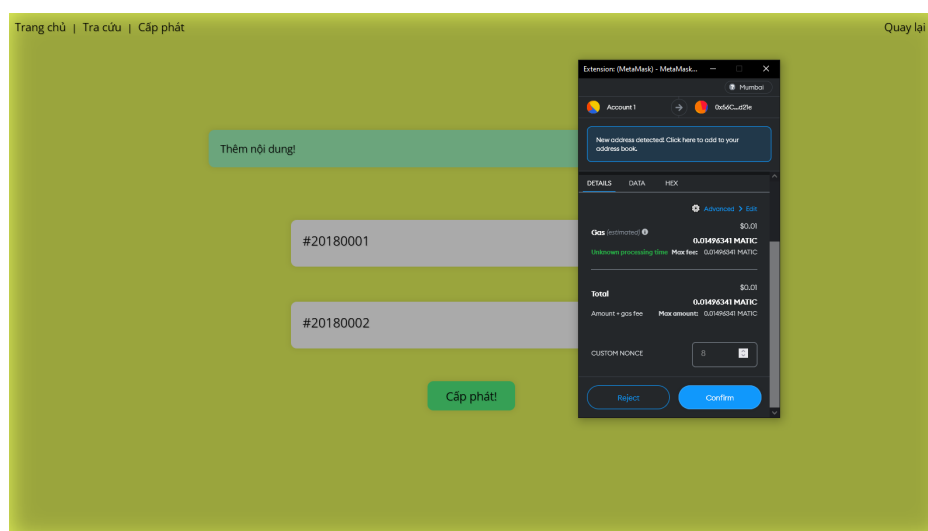 Trang chủ | Tra cứu | Cấp phát
Quay lại
Thêm nội dung!
#20180001
#20180002
Cấp phát!
Extension: (MetaMask) - MetaMask...
Mumbai
Account 1
0x56C...d21e
New address detected! Click here to add to your
address book.
DETAILS DATA HEX
Advanced > Edit
$0.01
Gas (estimated)
0.01496341 MATIC
Unknown processing time Max fee: 0.01496341 MATIC
$0.01
Total
0.01496341 MATIC
Amount + gas fee Max amount: 0.01496341 MATIC
CUSTOM NONCE 8
Reject Confirm